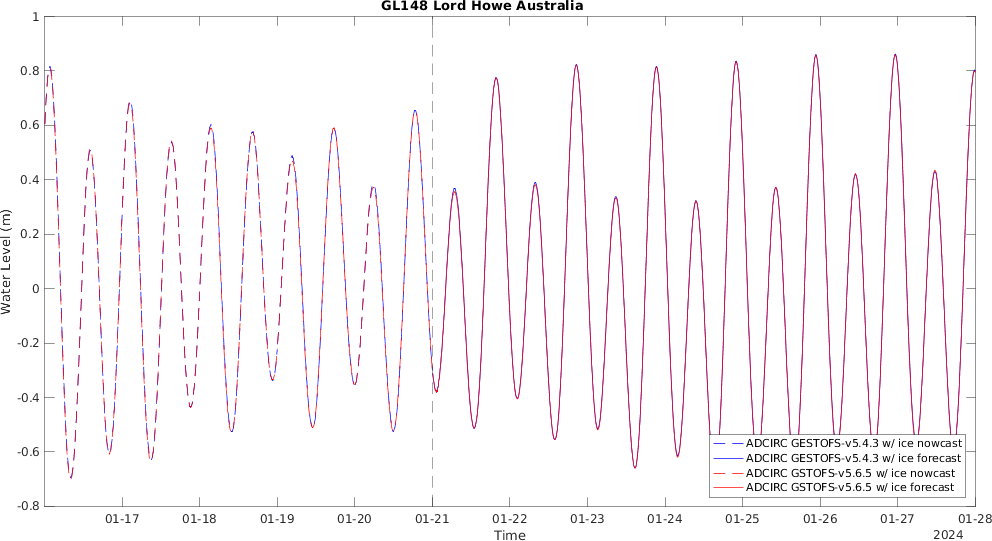 GL148 Lord Howe Australia
1
0.8
0.6
0.4
0.2
0
-0.2
-0.4
-0.6
-0.8
Water Level (m)
ADCIRC GESTOFS-v5.4.3 w/ ice nowcast
ADCIRC GESTOFS-v5.4.3 w/ ice forecast
ADCIRC GSTOFS-v5.6.5 w/ ice nowcast
ADCIRC GSTOFS-v5.6.5 w/ ice forecast
01-17 01-18 01-19 01-20 01-21 01-22 01-23 01-24 01-25 01-26 01-27 01-28
Time
2024